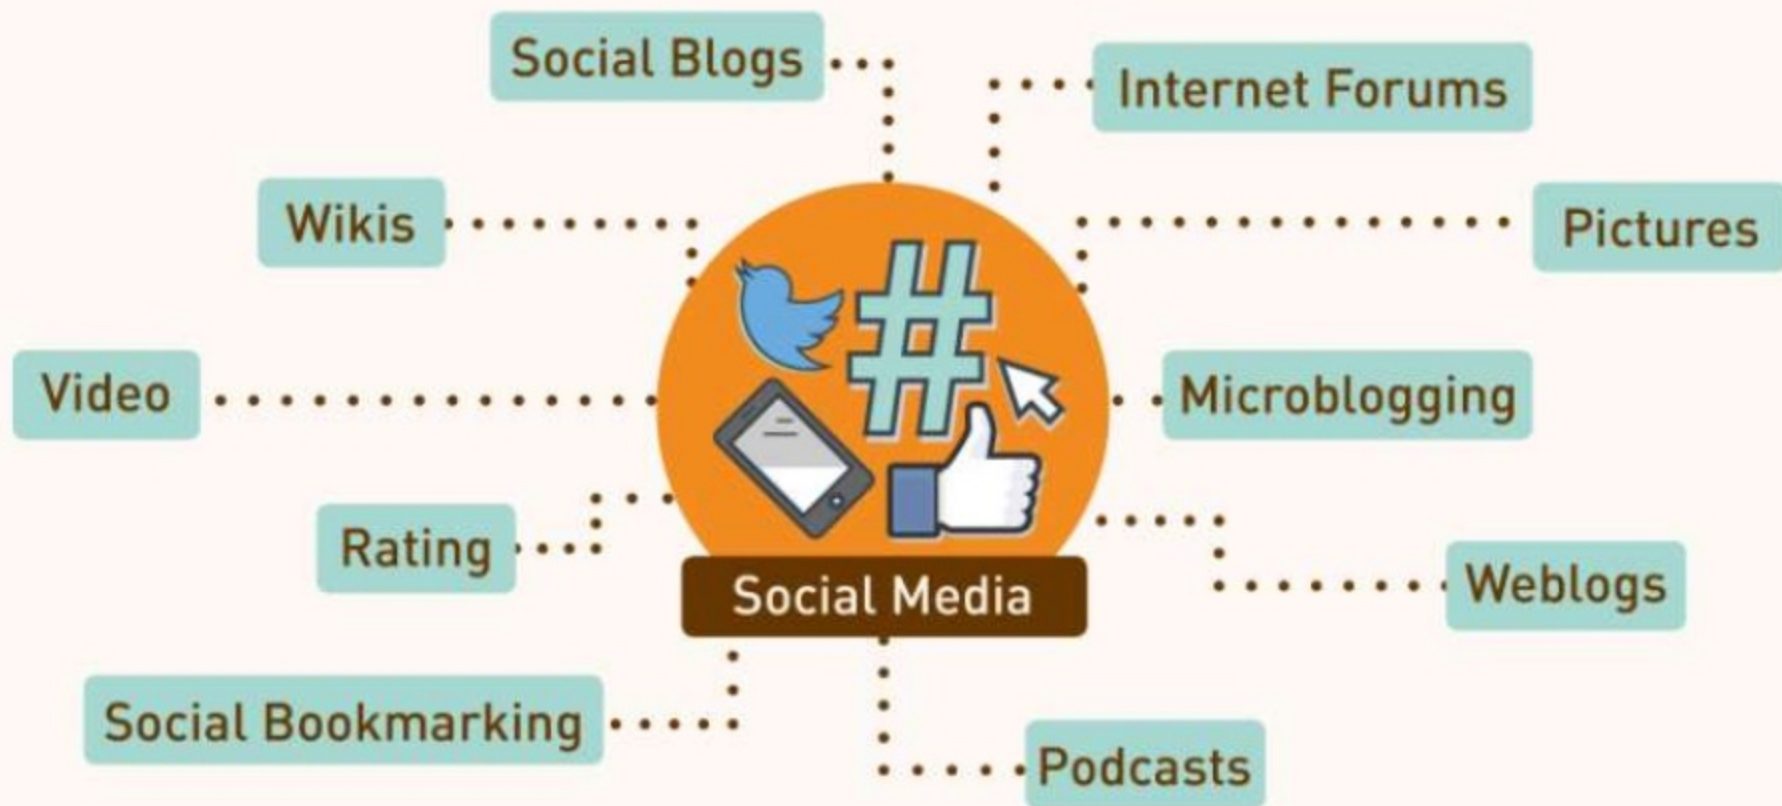 Social Blogs
Internet Forums
Wikis
Pictures
Video
Microblogging
Rating
Weblogs
Social Media
Social Bookmarking
Podcasts